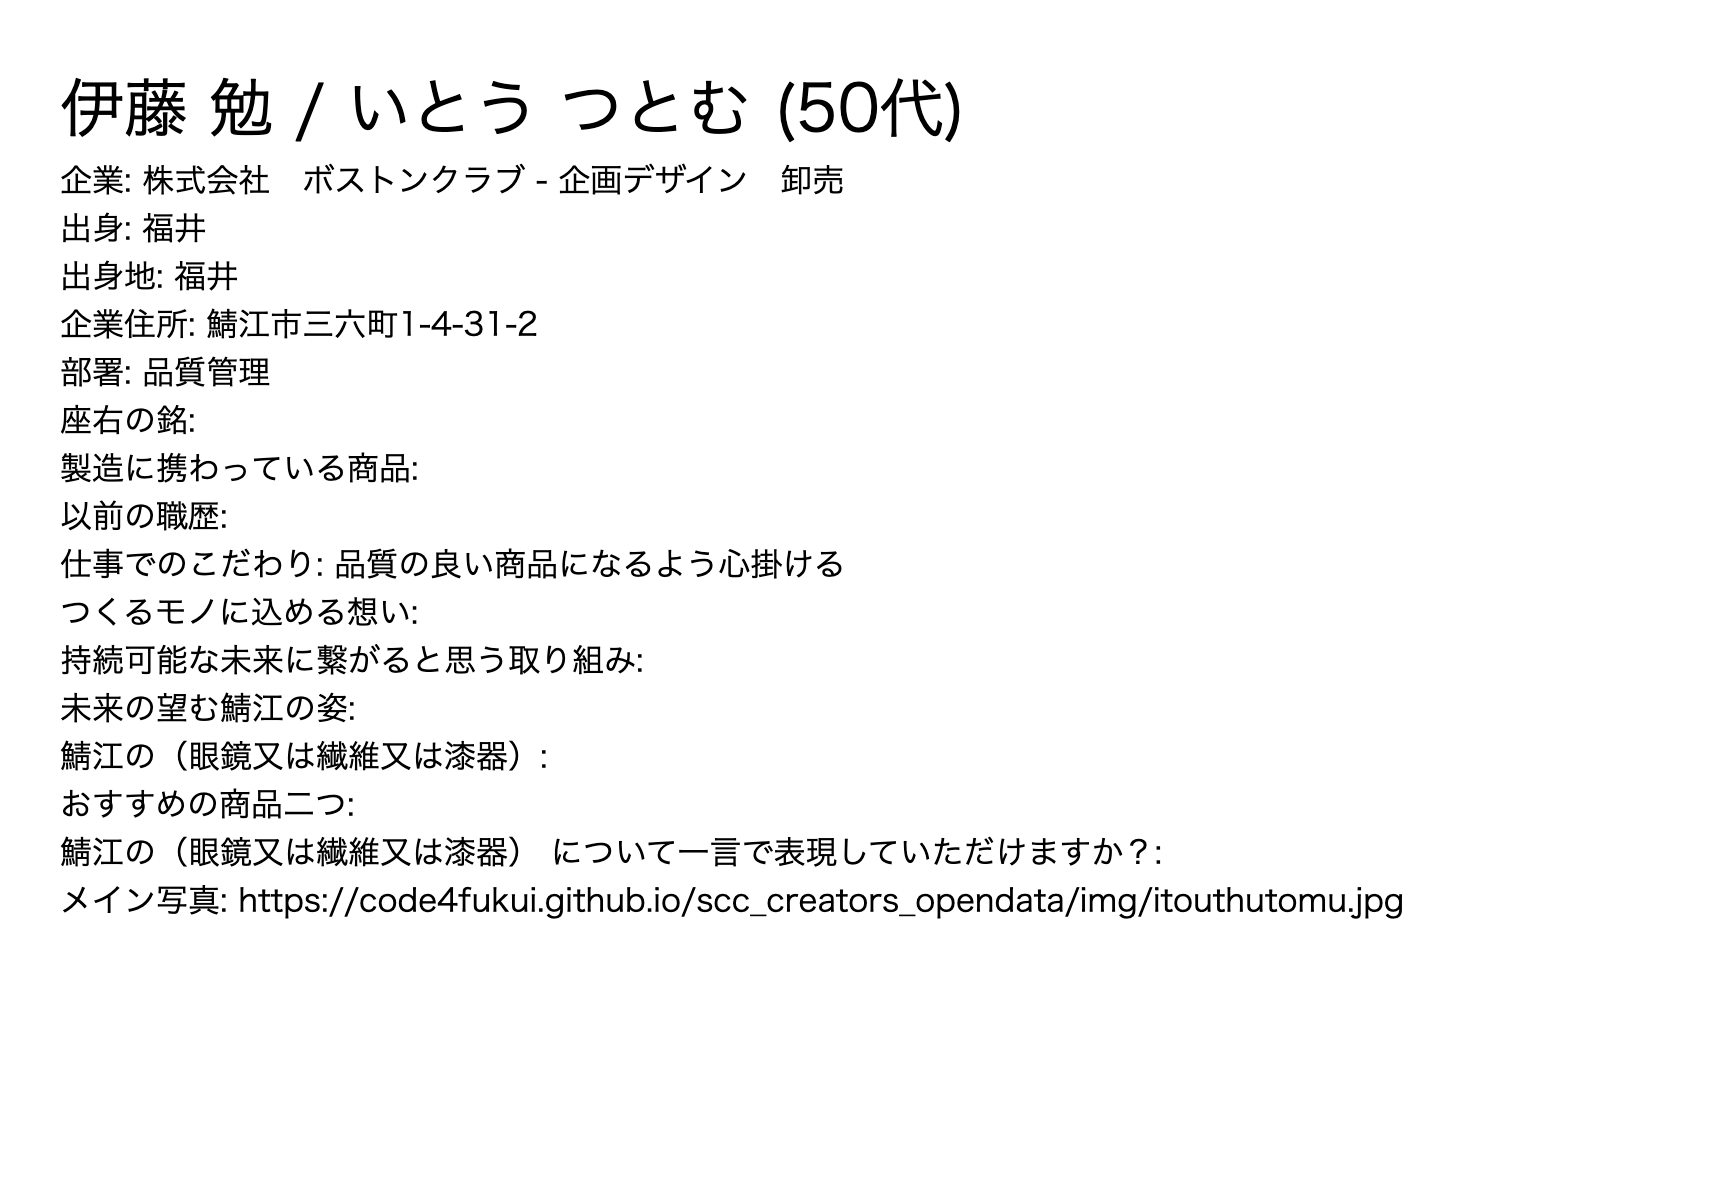 伊藤 勉 / いとう つとむ (50代)
企業: 株式会社　ボストンクラブ - 企画デザイン　卸売
出身: 福井
出身地: 福井
企業住所: 鯖江市三六町1-4-31-2
部署: 品質管理
座右の銘:
製造に携わっている商品:
以前の職歴:
仕事でのこだわり: 品質の良い商品になるよう心掛ける
つくるモノに込める想い:
持続可能な未来に繋がると思う取り組み:
未来の望む鯖江の姿:
鯖江の（眼鏡又は繊維又は漆器）:
おすすめの商品二つ:
鯖江の（眼鏡又は繊維又は漆器） について一言で表現していただけますか？:
メイン写真: https://code4fukui.github.io/scc_creators_opendata/img/itouthutomu.jpg